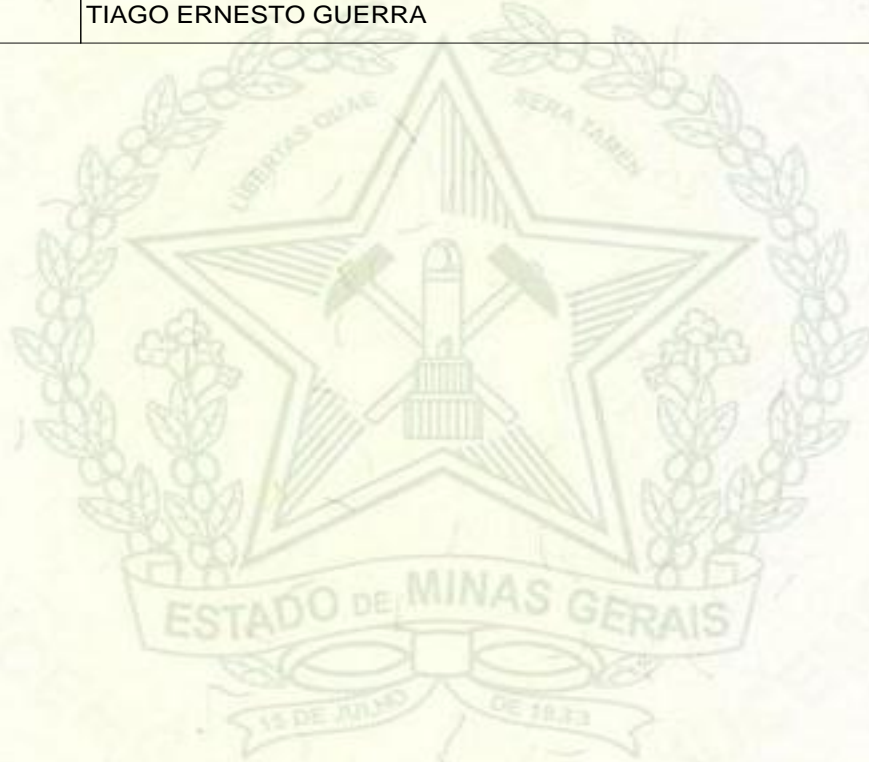 TIAGO ERNESTO GUERRA
LIBERTAS QUAE
SERA TAMEN
ESTADO DE MINAS GERAIS
15 DE JULHO
DE 1833